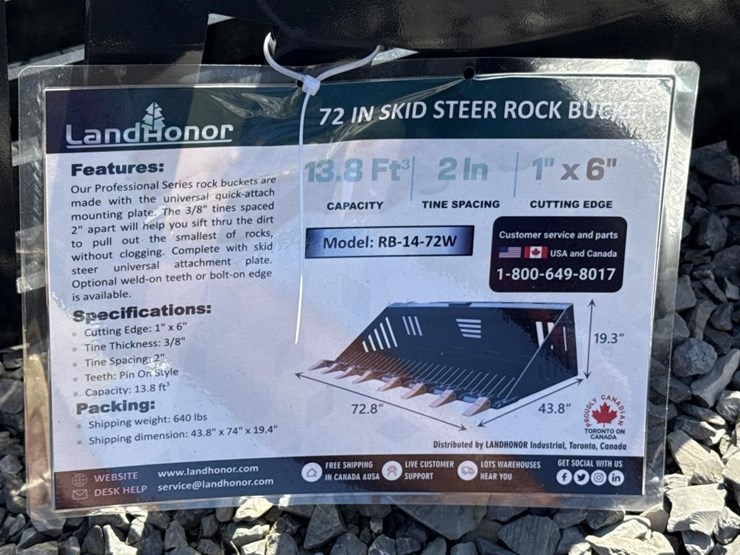 LandHonor
72 IN SKID STEER ROCK BUCKET
Features:
Our Professional Series rock buckets are
made with the universal quick-attach
mounting plate. The 3/8" tines spaced
2" apart will help you sift thru the dirt
to pull out the smallest of rocks,
without clogging. Complete with skid
steer universal attachment plate.
Optional weld-on teeth or bolt-on edge
is available.
13.8 Ft³
2 In
1" x 6"
CAPACITY
TINE SPACING
CUTTING EDGE
Model: RB-14-72W
Customer service and parts
USA and Canada
1-800-649-8017
Specifications:
Cutting Edge: 1" x 6"
Tine Thickness: 3/8"
Tine Spacing: 2"
Teeth: Pin On Style
Capacity: 13.8 ft³
Packing:
Shipping weight: 640 lbs
Shipping dimension: 43.8" x 74" x 19.4"
19.3"
72.8"
43.8"
PROUDLY CANADIAN
TORONTO ON
CANADA
Distributed by LANDHONOR Industrial, Toronto, Canada
WEBSITE www.landhonor.com
DESK HELP service@landhonor.com
FREE SHIPPING
IN CANADA &USA
LIVE CUSTOMER
SUPPORT
LOTS WAREHOUSES
NEAR YOU
GET SOCIAL WITH US